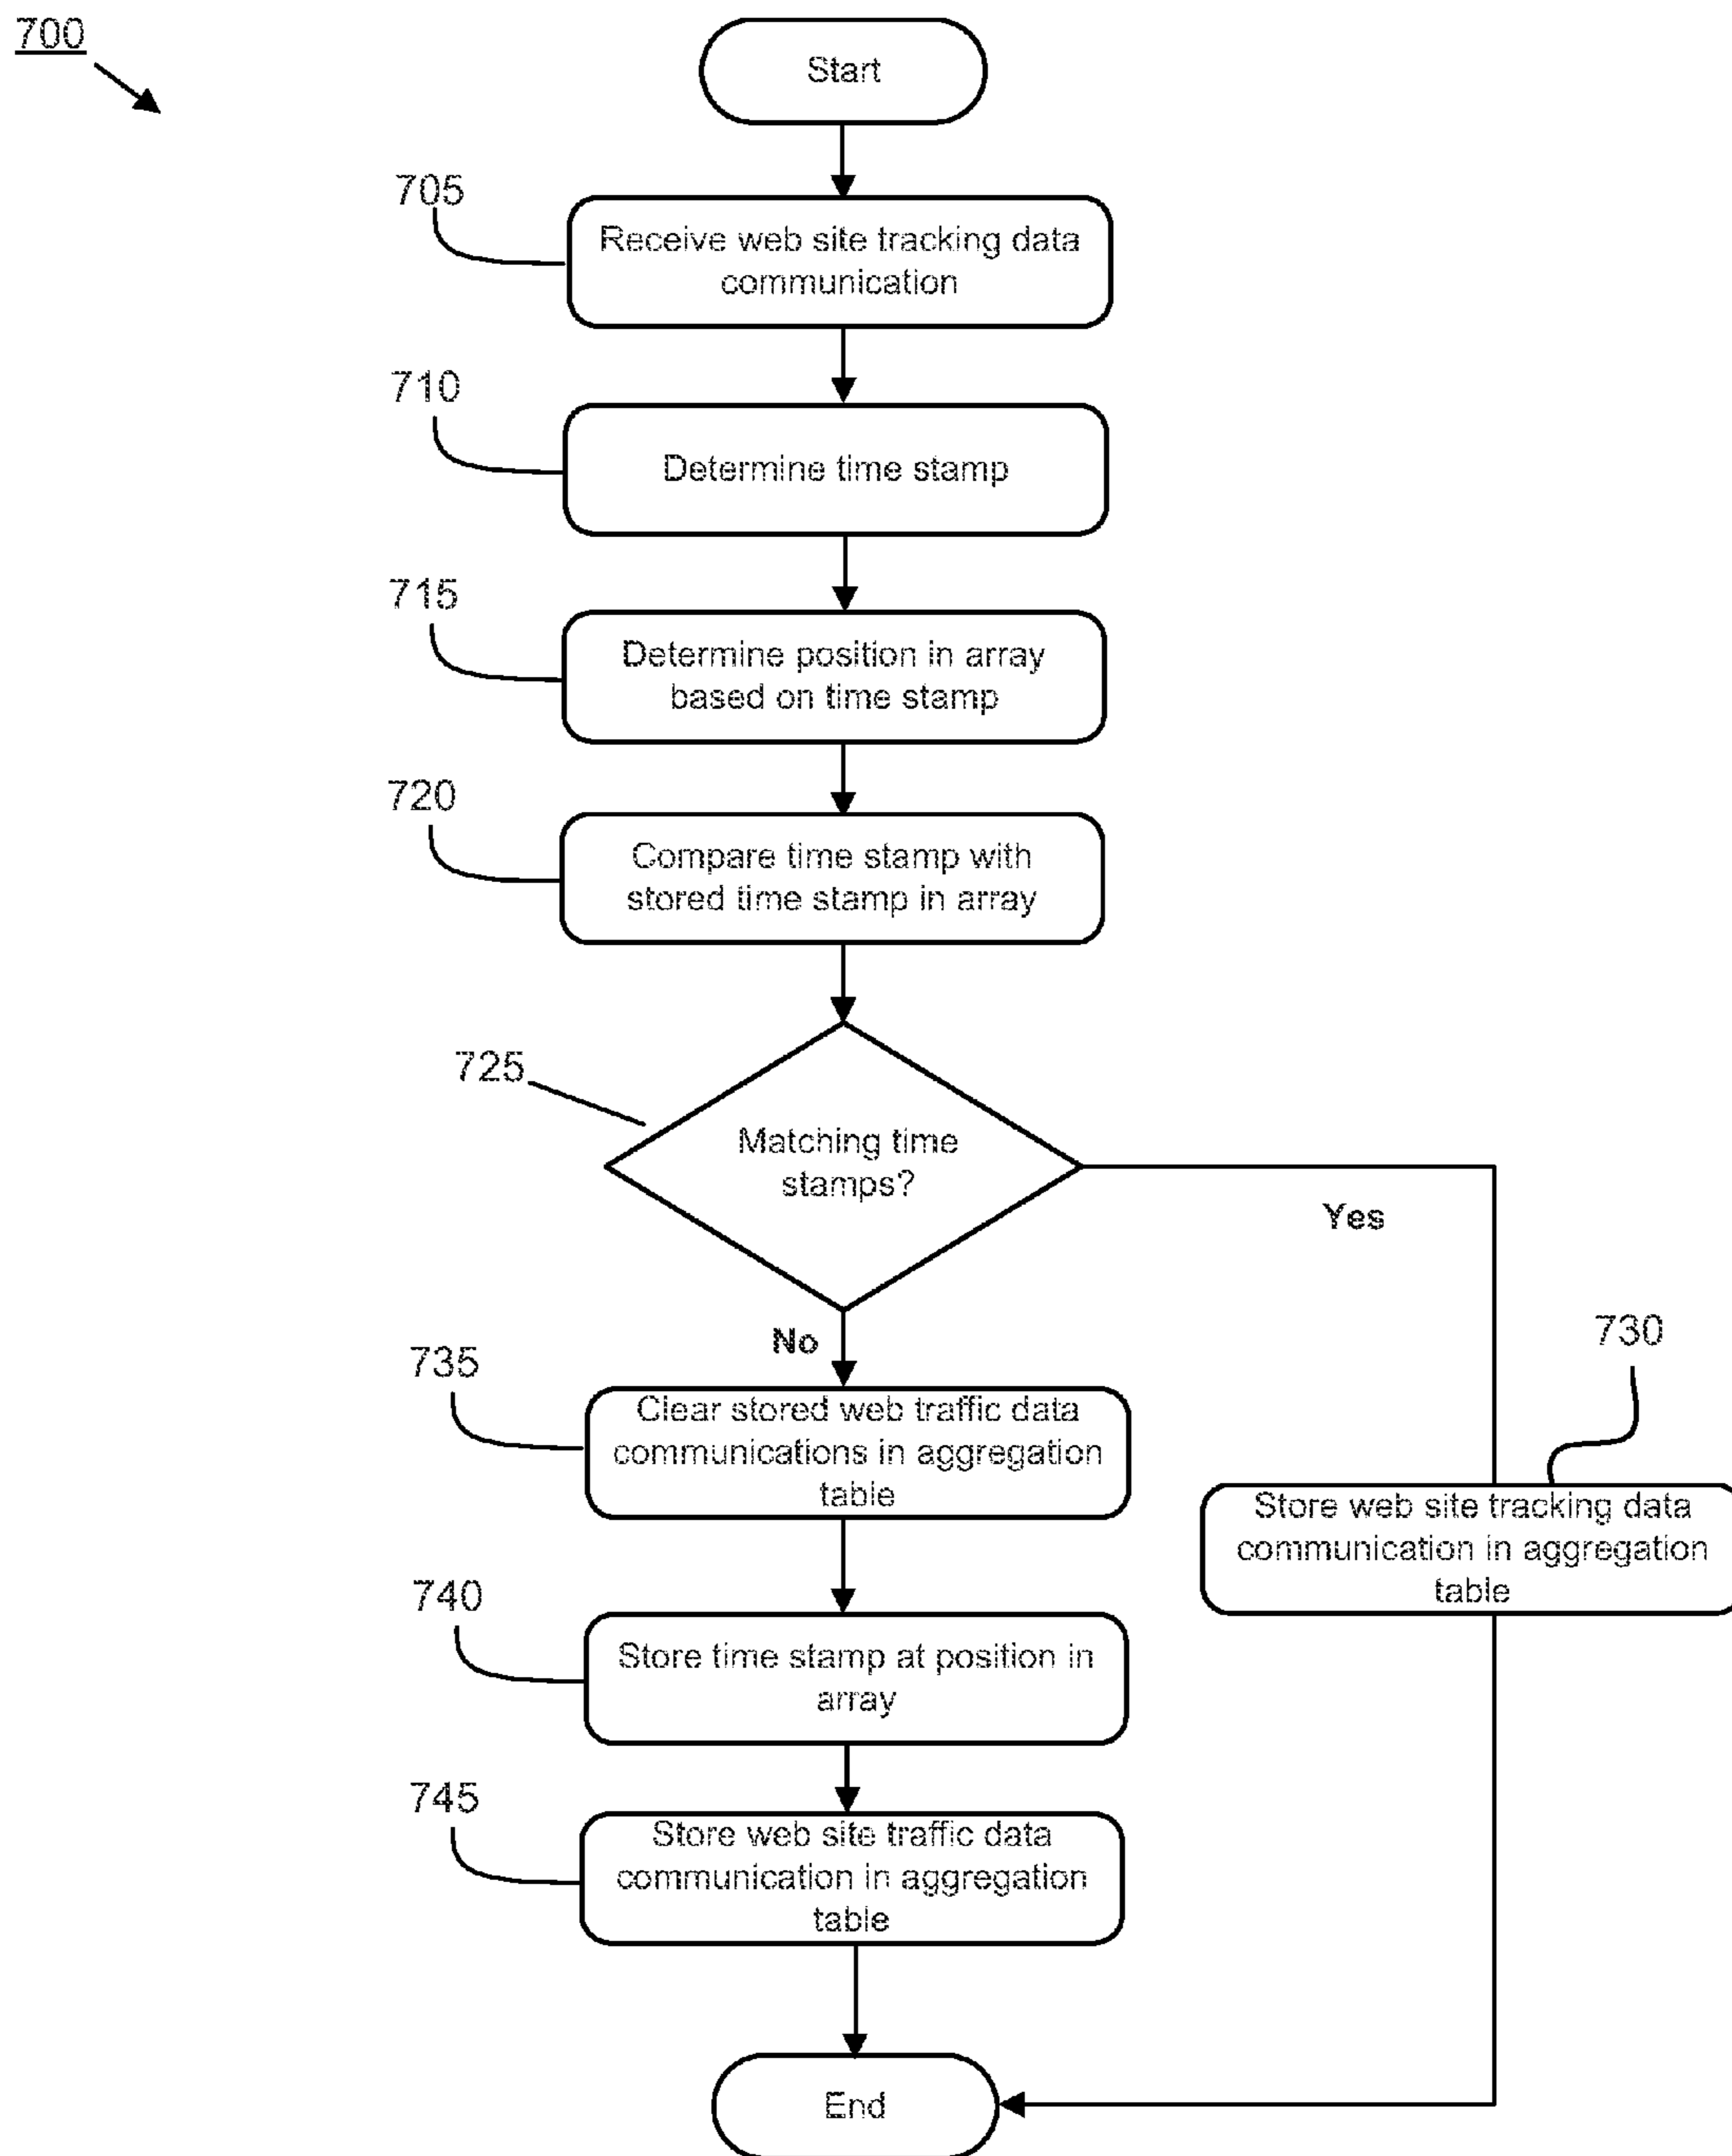 700
Start
705
Receive web site tracking data
communication
710
Determine time stamp
715
Determine position in array
based on time stamp
720
Compare time stamp with
stored time stamp in array
725
Matching time
stamps?
Yes
No
730
735
Clear stored web traffic data
communications in aggregation
table
Store web site tracking data
communication in aggregation
table
740
Store time stamp at position in
array
745
Store web site traffic data
communication in aggregation
table
End